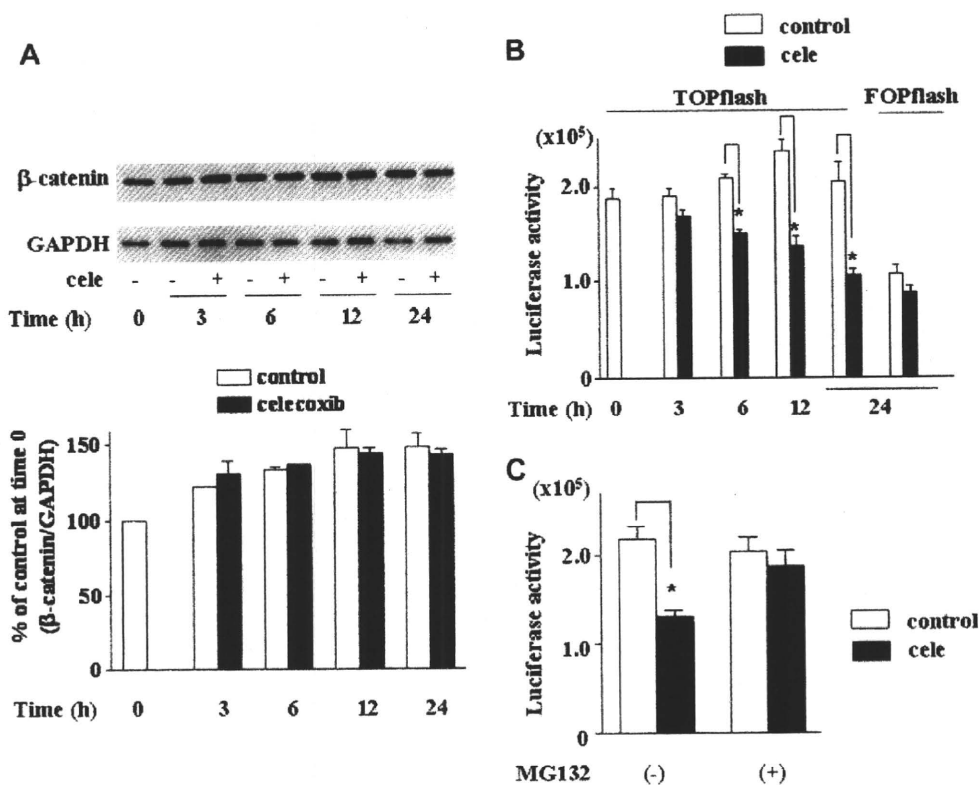 A
β-catenin
GAPDH
cele - - + - + - + - +
Time (h) 0 3 6 12 24
control
celecoxib
% of control at time 0
(β-catenin/GAPDH)
150
100
50
0
Time (h) 0 3 6 12 24
B
control
cele
TOPflash FOPflash
(x10⁵)
Luciferase activity
2.0
1.0
0
* * *
Time (h) 0 3 6 12 24
C
(x10⁵)
Luciferase activity
2.0
1.0
0
*
control
cele
MG132 (-) (+)